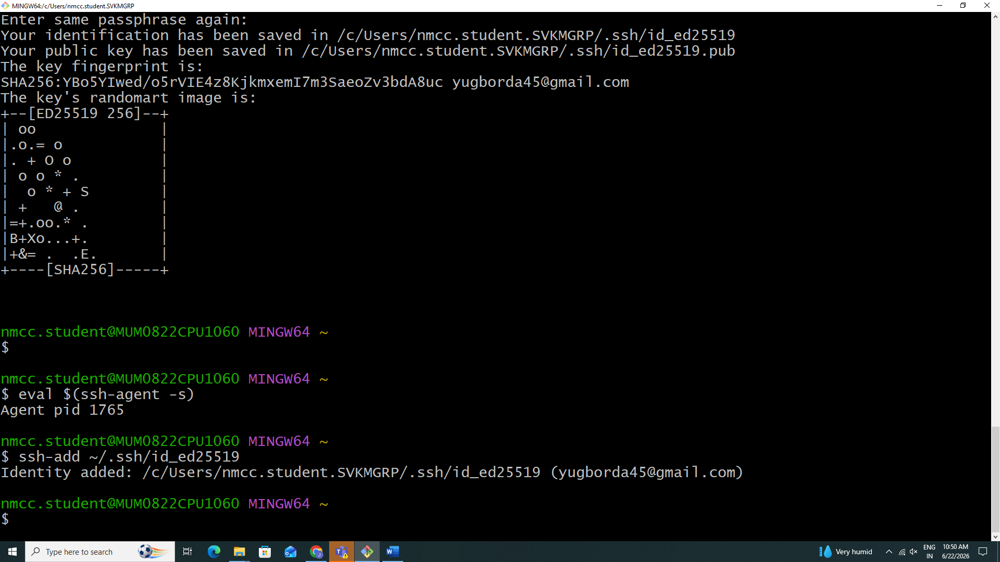 MINGW64:/c/Users/nmcc.student.SVKMGRP
Enter same passphrase again:
Your identification has been saved in /c/Users/nmcc.student.SVKMGRP/.ssh/id_ed25519
Your public key has been saved in /c/Users/nmcc.student.SVKMGRP/.ssh/id_ed25519.pub
The key fingerprint is:
SHA256:YBo5YIwed/o5rVIE4z8KjkmxemI7m3SaeoZv3bdA8uc yugborda45@gmail.com
The key's randomart image is:
+--[ED25519 256]--+
| oo              |
|.o.= o           |
|. + O o          |
| o o * .         |
|  o * + S        |
| +   @ .         |
|=+.oo.* .        |
|B+Xo...+.        |
|+&= .  .E.       |
+----[SHA256]-----+
nmcc.student@MUM0822CPU1060 MINGW64 ~
$
nmcc.student@MUM0822CPU1060 MINGW64 ~
$ eval $(ssh-agent -s)
Agent pid 1765
nmcc.student@MUM0822CPU1060 MINGW64 ~
$ ssh-add ~/.ssh/id_ed25519
Identity added: /c/Users/nmcc.student.SVKMGRP/.ssh/id_ed25519 (yugborda45@gmail.com)
nmcc.student@MUM0822CPU1060 MINGW64 ~
$
Type here to search
Very humid
ENG
IN
10:50 AM
6/22/2026